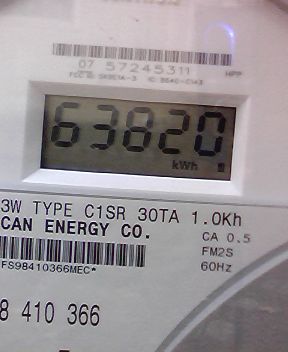 07 57245311 HPP
63820
kWh
3W TYPE C1SR 30TA 1.0Kh
CAN ENERGY CO.
CA 0.5
FM2S
60Hz
FS98410366MEC*
8 410 366